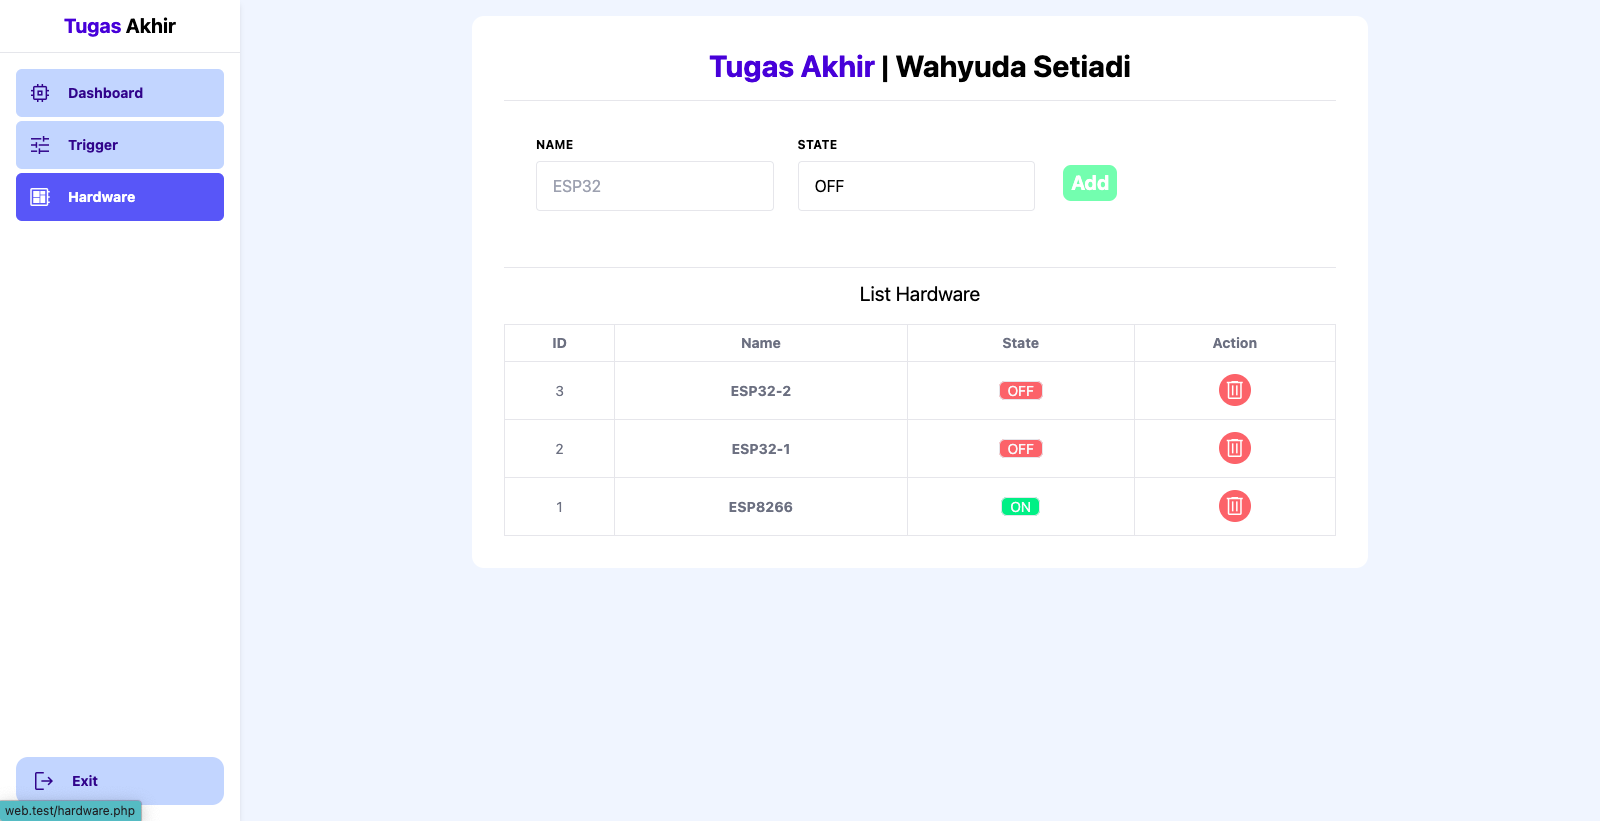 Tugas Akhir
Dashboard
Trigger
Hardware
Exit
web.test/hardware.php
Tugas Akhir | Wahyuda Setiadi
NAME STATE
ESP32 OFF Add
List Hardware
ID Name State Action
3 ESP32-2 OFF
2 ESP32-1 OFF
1 ESP8266 ON